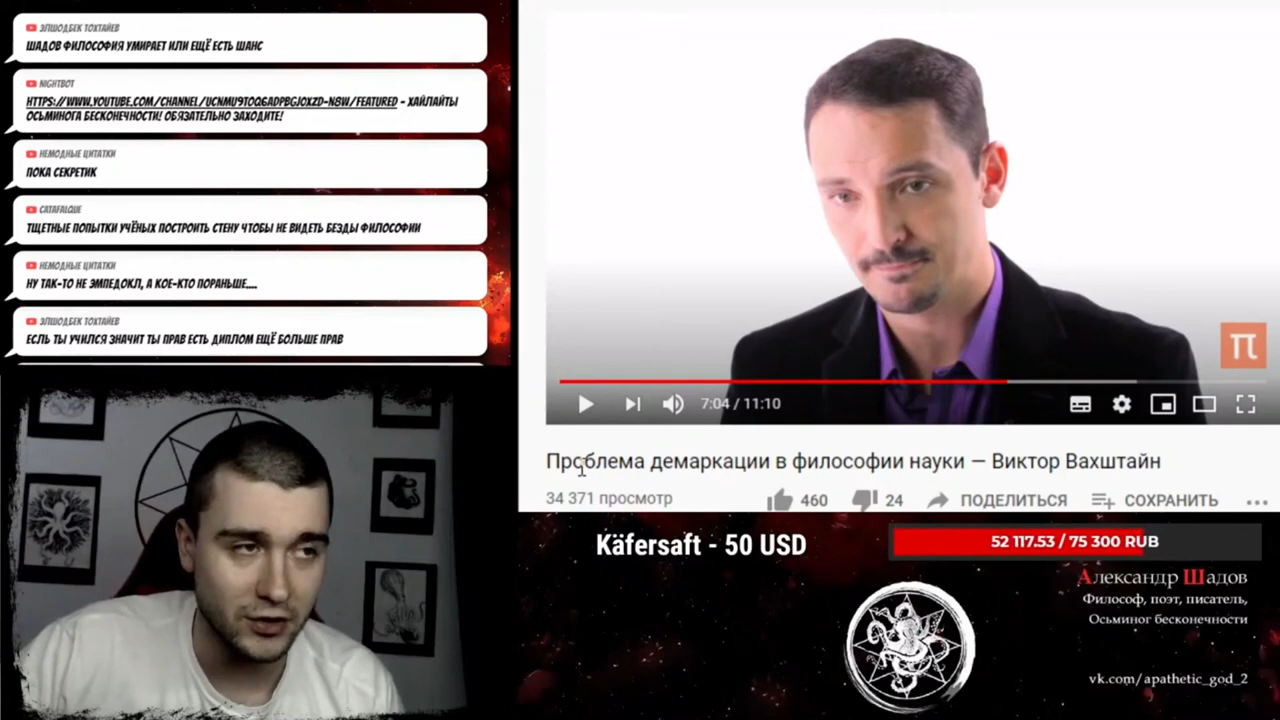 ЭЛШОДБЕК ТОХТАЙЕВ
ШАДОВ ФИЛОСОФИЯ УМИРАЕТ ИЛИ ЕЩЁ ЕСТЬ ШАНС
NIGHTBOT
HTTPS://WWW.YOUTUBE.COM/CHANNEL/UCNMU9TOQ6ADPBGJOXZD-N8W/FEATURED - ХАЙЛАЙТЫ
ОСЬМИНОГА БЕСКОНЕЧНОСТИ! ОБЯЗАТЕЛЬНО ЗАХОДИТЕ!
НЕМОДНЫЕ ЦИТАТКИ
ПОКА СЕКРЕТИК
CATAFALQUE
ТЩЕТНЫЕ ПОПЫТКИ УЧЁНЫХ ПОСТРОИТЬ СТЕНУ ЧТОБЫ НЕ ВИДЕТЬ БЕЗДЫ ФИЛОСОФИИ
НЕМОДНЫЕ ЦИТАТКИ
НУ ТАК-ТО НЕ ЭМПЕДОКЛ, А КОЕ-КТО ПОРАНЬШЕ....
ЭЛШОДБЕК ТОХТАЙЕВ
ЕСЛЬ ТЫ УЧИЛСЯ ЗНАЧИТ ТЫ ПРАВ ЕСТЬ ДИПЛОМ ЕЩЁ БОЛЬШЕ ПРАВ
π
7:04 / 11:10
Проблема демаркации в философии науки — Виктор Вахштайн
34 371 просмотр
460
24
ПОДЕЛИТЬСЯ
СОХРАНИТЬ
Käfersaft - 50 USD
52 117.53 / 75 300 RUB
Александр Шадов
Философ, поэт, писатель,
Осьминог бесконечности
vk.com/apathetic_god_2